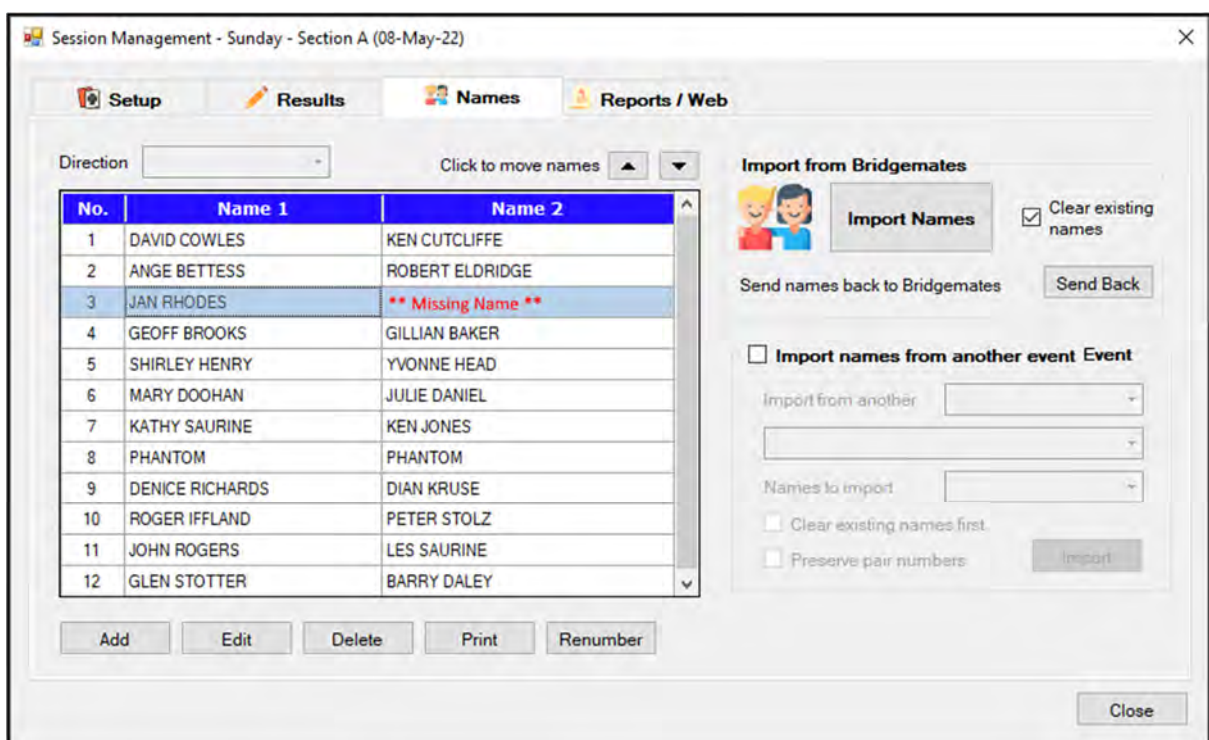 Session Management - Sunday - Section A (08-May-22)
Setup Results Names Reports / Web
Direction Click to move names
No. Name 1 Name 2
1 DAVID COWLES KEN CUTCLIFFE
2 ANGE BETTESS ROBERT ELDRIDGE
3 JAN RHODES ** Missing Name **
4 GEOFF BROOKS GILLIAN BAKER
5 SHIRLEY HENRY YVONNE HEAD
6 MARY DOOHAN JULIE DANIEL
7 KATHY SAURINE KEN JONES
8 PHANTOM PHANTOM
9 DENICE RICHARDS DIAN KRUSE
10 ROGER IFFLAND PETER STOLZ
11 JOHN ROGERS LES SAURINE
12 GLEN STOTTER BARRY DALEY
Add Edit Delete Print Renumber
Import from Bridgemates
Import Names
Clear existing
names
Send names back to Bridgemates Send Back
Import names from another event Event
Import from another
Names to import
Clear existing names first
Preserve pair numbers Import
Close